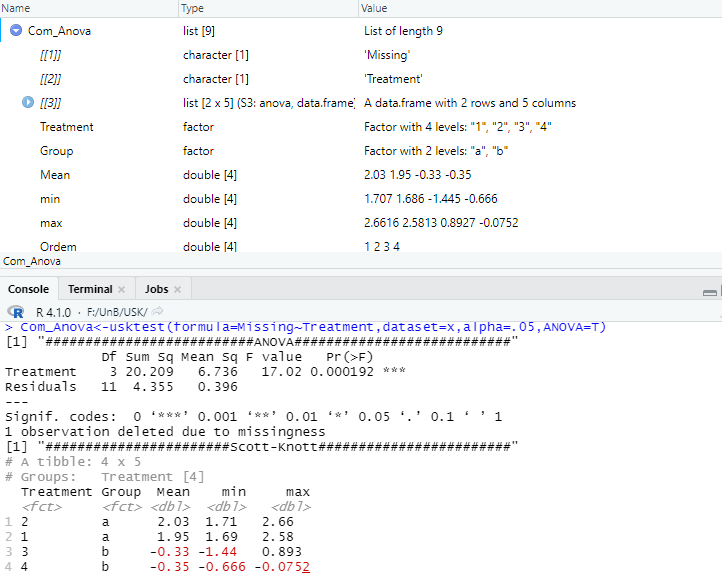 Name Type Value
Com_Anova list [9] List of length 9
[[1]] character [1] 'Missing'
[[2]] character [1] 'Treatment'
[[3]] list [2 x 5] (S3: anova, data.frame) A data.frame with 2 rows and 5 columns
Treatment factor Factor with 4 levels: "1", "2", "3", "4"
Group factor Factor with 2 levels: "a", "b"
Mean double [4] 2.03 1.95 -0.33 -0.35
min double [4] 1.707 1.686 -1.445 -0.666
max double [4] 2.6616 2.5813 0.8927 -0.0752
Ordem double [4] 1 2 3 4
Com_Anova
Console Terminal × Jobs ×
R R 4.1.0 · F:/UnB/USK/
> Com_Anova<-usktest(formula=Missing~Treatment,dataset=x,alpha=.05,ANOVA=T)
[1] "##########################ANOVA###########################"
Df Sum Sq Mean Sq F value Pr(>F)
Treatment 3 20.209 6.736 17.02 0.000192 ***
Residuals 11 4.355 0.396
---
Signif. codes: 0 ‘***’ 0.001 ‘**’ 0.01 ‘*’ 0.05 ‘.’ 0.1 ‘ ’ 1
1 observation deleted due to missingness
[1] "#######################Scott-Knott########################"
# A tibble: 4 x 5
# Groups: Treatment [4]
Treatment Group Mean min max
<fct> <fct> <dbl> <dbl> <dbl>
1 2 a 2.03 1.71 2.66
2 1 a 1.95 1.69 2.58
3 3 b -0.33 -1.44 0.893
4 4 b -0.35 -0.666 -0.0752